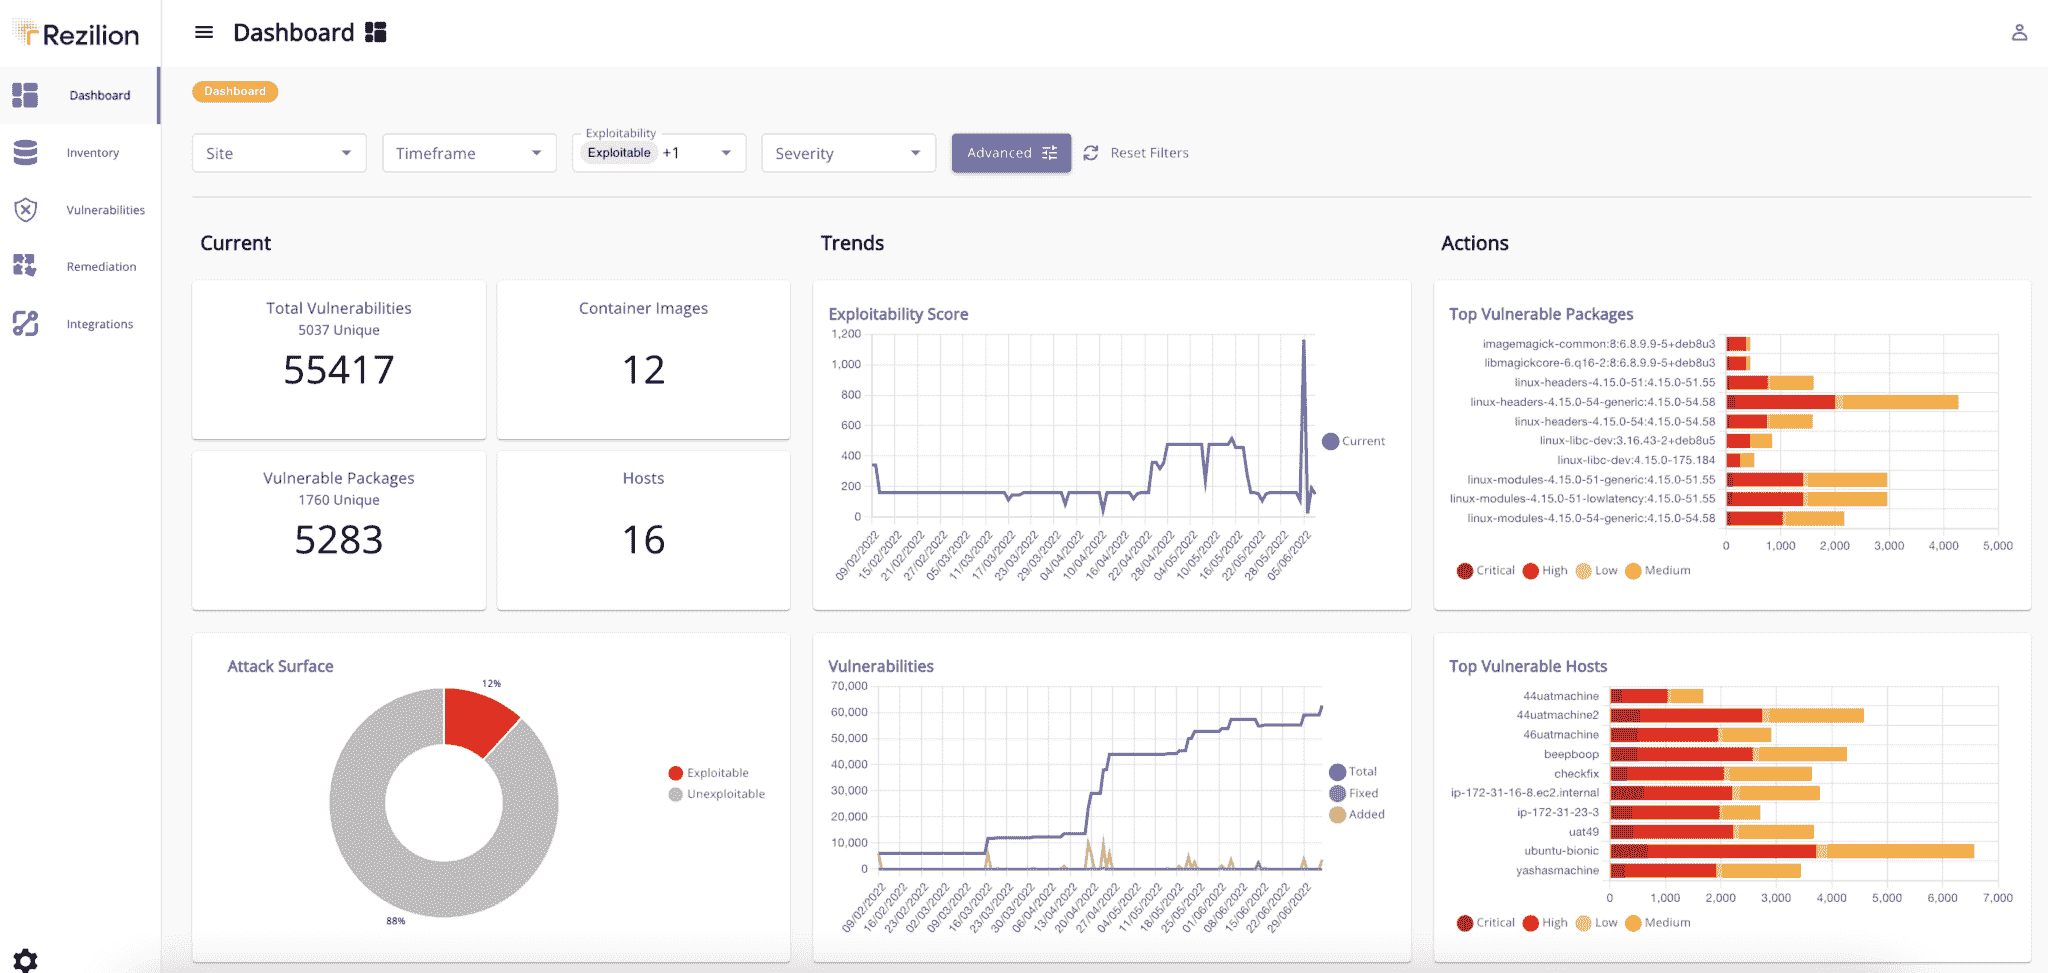 Rezilion
Dashboard
Dashboard
Inventory
Vulnerabilities
Remediation
Integrations
Dashboard
Site
Timeframe
Exploitability
Exploitable +1
Severity
Advanced
Reset Filters
Current
Total Vulnerabilities
5037 Unique
55417
Container Images
12
Vulnerable Packages
1760 Unique
5283
Hosts
16
Attack Surface
12%
88%
Exploitable
Unexploitable
Trends
Exploitability Score
1,200
1,000
800
600
400
200
0
09/02/2022
15/02/2022
21/02/2022
27/02/2022
05/03/2022
11/03/2022
17/03/2022
23/03/2022
29/03/2022
04/04/2022
10/04/2022
16/04/2022
22/04/2022
28/04/2022
04/05/2022
10/05/2022
16/05/2022
22/05/2022
28/05/2022
05/06/2022
Current
Vulnerabilities
70,000
60,000
50,000
40,000
30,000
20,000
10,000
0
09/02/2022
16/02/2022
23/02/2022
02/03/2022
09/03/2022
16/03/2022
23/03/2022
30/03/2022
06/04/2022
13/04/2022
20/04/2022
27/04/2022
04/05/2022
11/05/2022
18/05/2022
25/05/2022
01/06/2022
08/06/2022
15/06/2022
22/06/2022
29/06/2022
Total
Fixed
Added
Actions
Top Vulnerable Packages
imagemagick-common:8:6.8.9.9-5+deb8u3
libmagickcore-6.q16-2:8:6.8.9.9-5+deb8u3
linux-headers-4.15.0-51:4.15.0-51.55
linux-headers-4.15.0-54-generic:4.15.0-54.58
linux-headers-4.15.0-54:4.15.0-54.58
linux-libc-dev:3.16.43-2+deb8u5
linux-libc-dev:4.15.0-175.184
linux-modules-4.15.0-51-generic:4.15.0-51.55
linux-modules-4.15.0-51-lowlatency:4.15.0-51.55
linux-modules-4.15.0-54-generic:4.15.0-54.58
0 1,000 2,000 3,000 4,000 5,000
Critical High Low Medium
Top Vulnerable Hosts
44uatmachine
44uatmachine2
46uatmachine
beepboop
checkfix
ip-172-31-16-8.ec2.internal
ip-172-31-23-3
uat49
ubuntu-bionic
yashasmachine
0 1,000 2,000 3,000 4,000 5,000 6,000 7,000
Critical High Low Medium